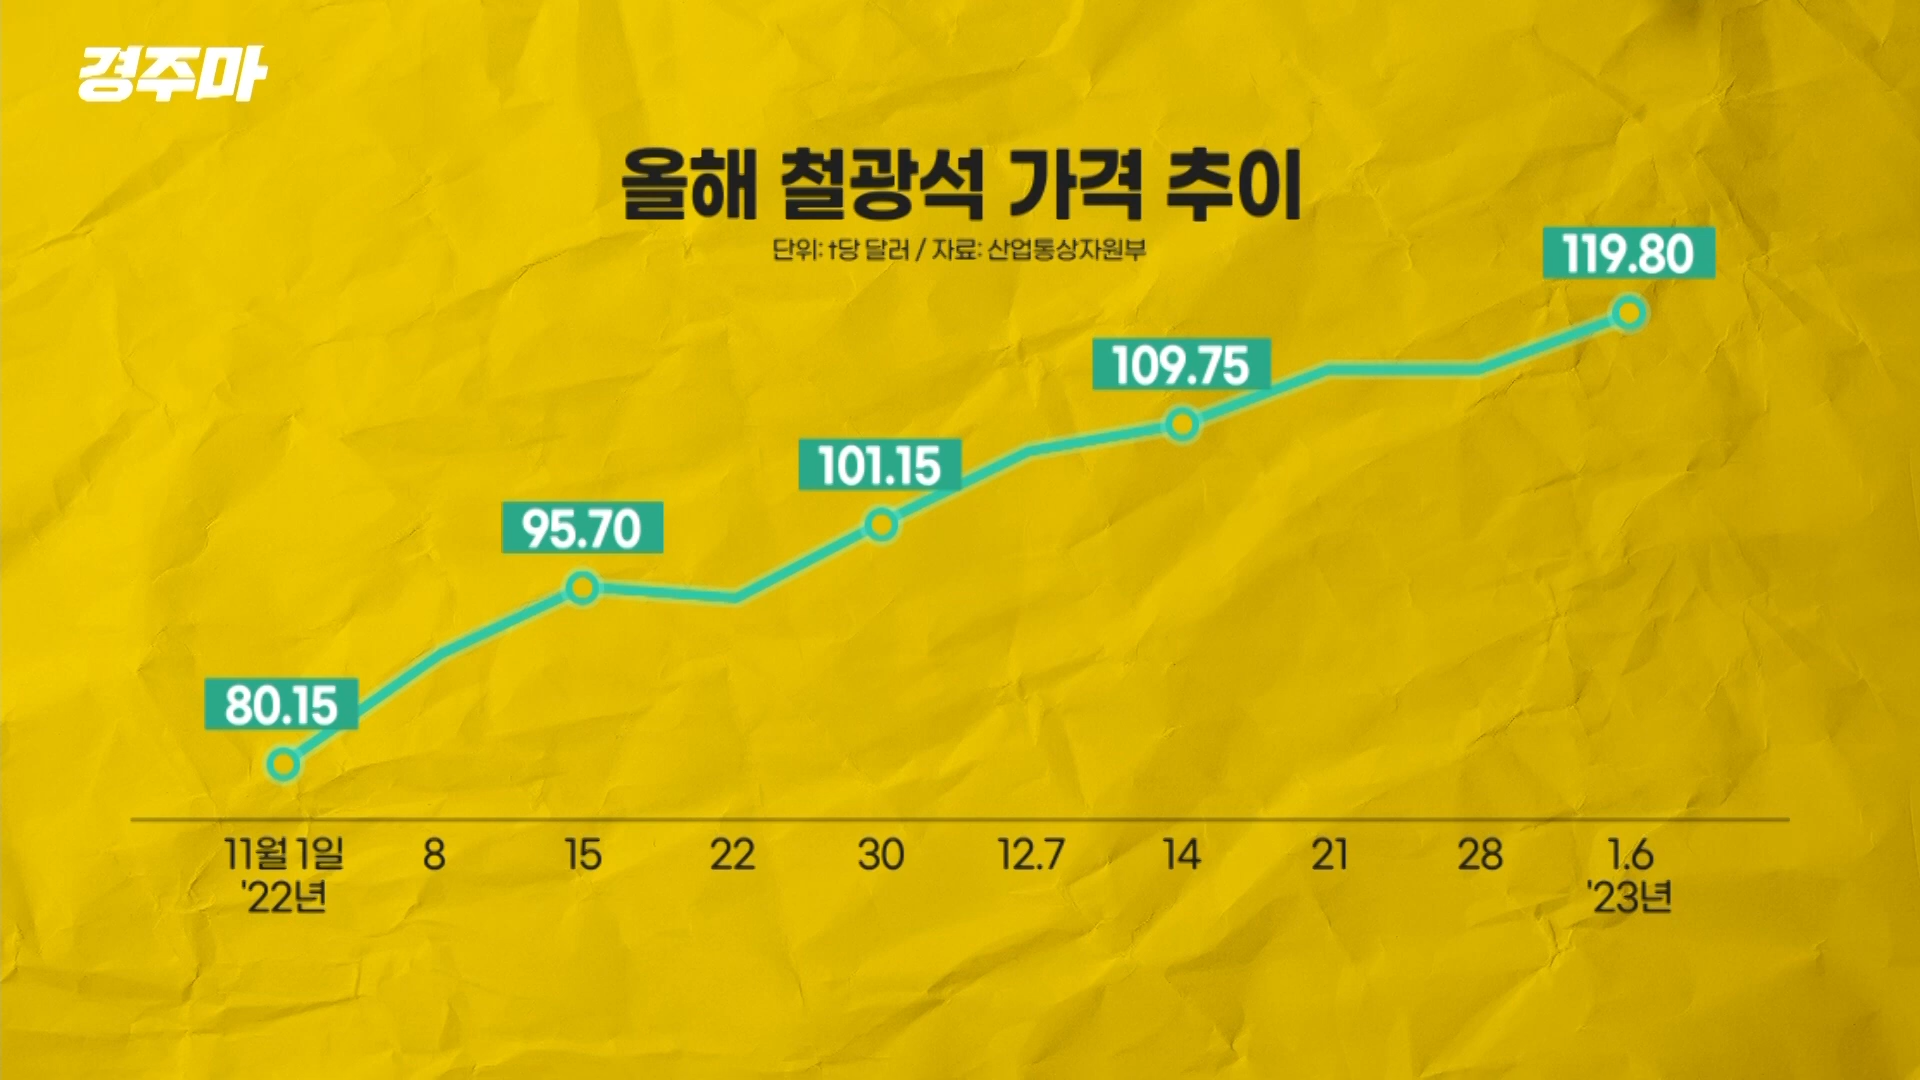 경주마
올해 철광석 가격 추이
단위: t당 달러 / 자료: 산업통상자원부
119.80
109.75
101.15
95.70
80.15
11월 1일 8 15 22 30 12.7 14 21 28 1.6
'22년 '23년